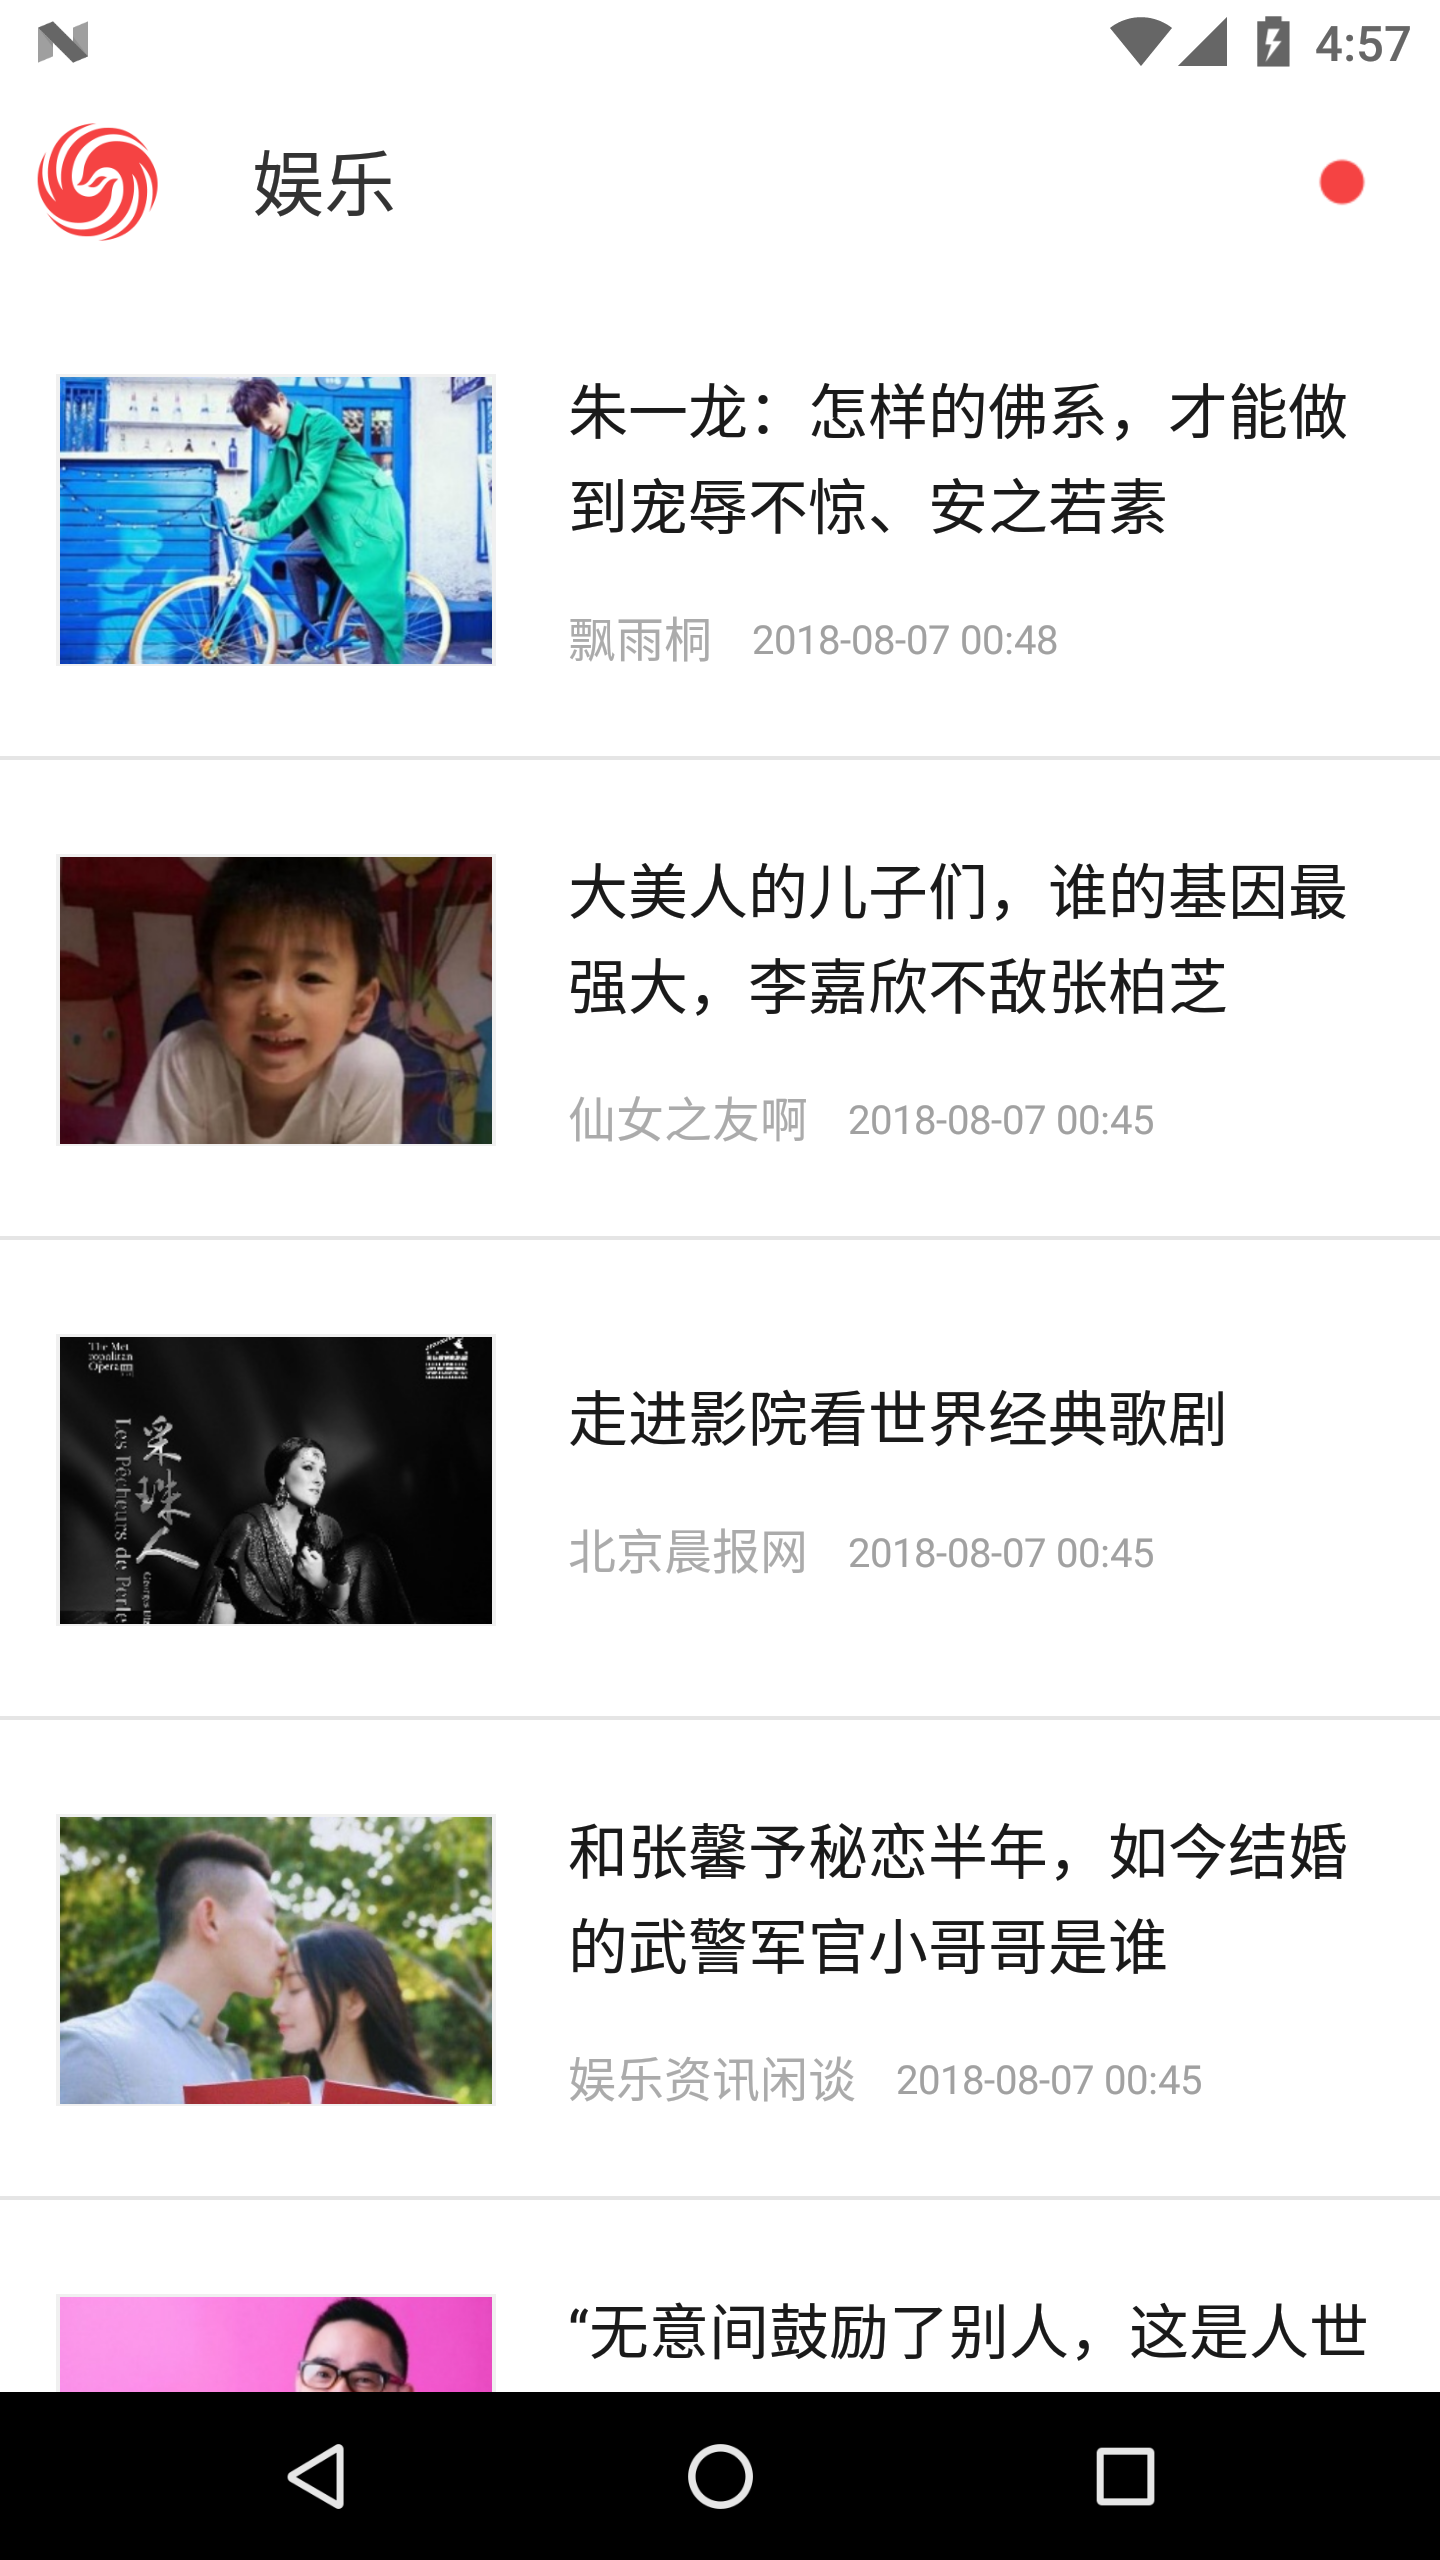 4:57
娱乐
朱一龙：怎样的佛系，才能做
到宠辱不惊、安之若素
飘雨桐 2018-08-07 00:48
大美人的儿子们，谁的基因最
强大，李嘉欣不敌张柏芝
仙女之友啊 2018-08-07 00:45
The Met
ropolitan
Opera
采珠人
Les Pêcheurs de Perle
走进影院看世界经典歌剧
北京晨报网 2018-08-07 00:45
和张馨予秘恋半年，如今结婚
的武警军官小哥哥是谁
娱乐资讯闲谈 2018-08-07 00:45
“无意间鼓励了别人，这是人世